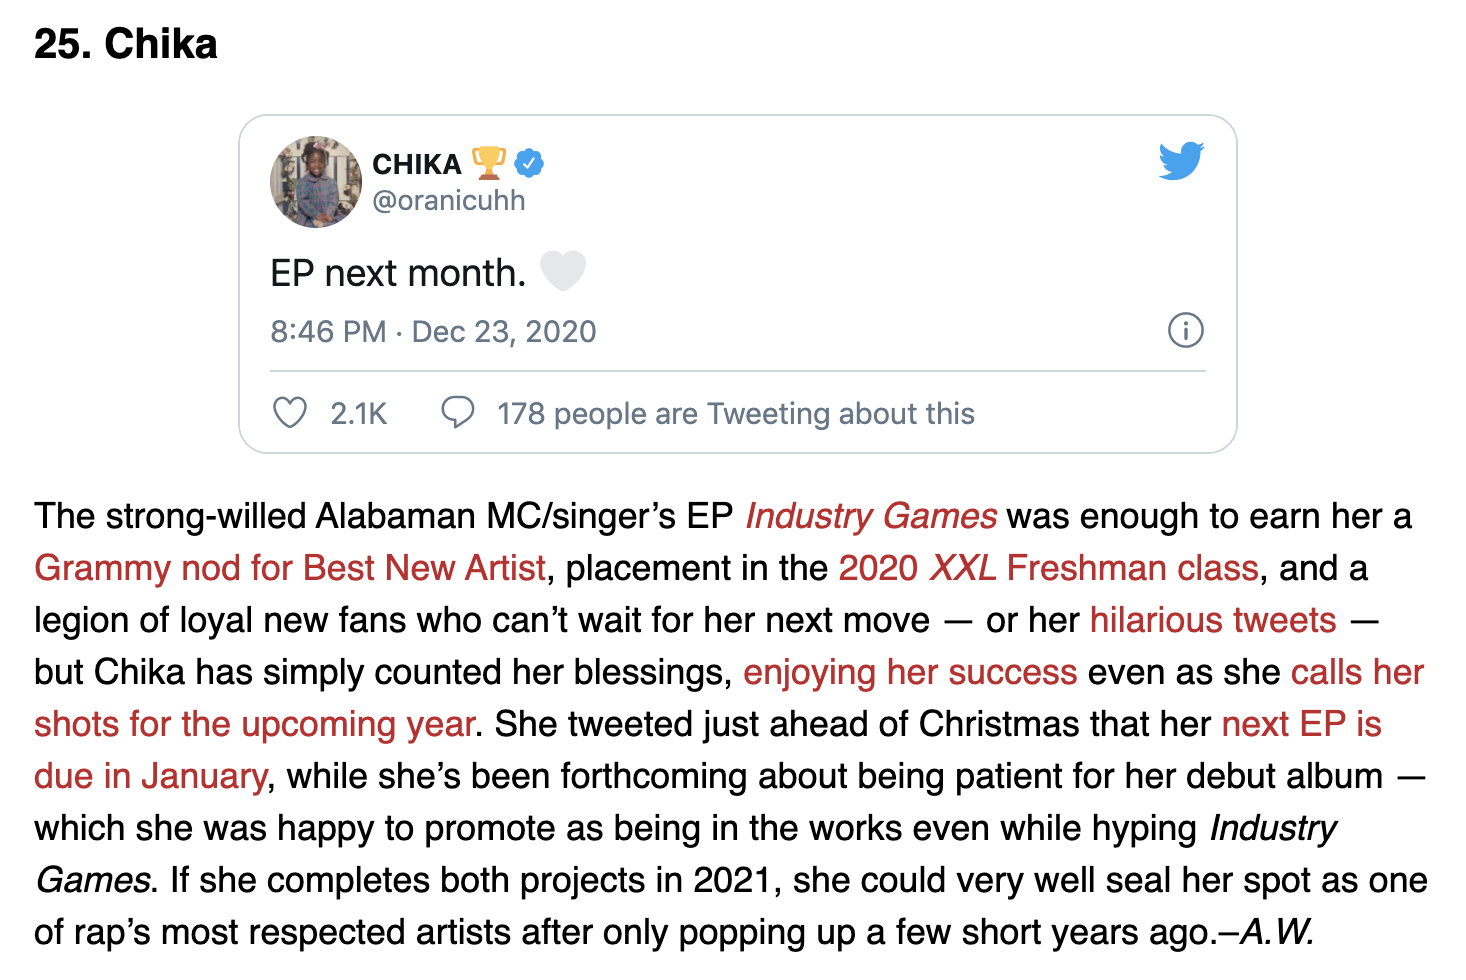 25. Chika
CHIKA
@oranicuhh
EP next month.
8:46 PM · Dec 23, 2020
2.1K 178 people are Tweeting about this
The strong-willed Alabaman MC/singer’s EP Industry Games was enough to earn her a
Grammy nod for Best New Artist, placement in the 2020 XXL Freshman class, and a
legion of loyal new fans who can’t wait for her next move — or her hilarious tweets —
but Chika has simply counted her blessings, enjoying her success even as she calls her
shots for the upcoming year. She tweeted just ahead of Christmas that her next EP is
due in January, while she’s been forthcoming about being patient for her debut album —
which she was happy to promote as being in the works even while hyping Industry
Games. If she completes both projects in 2021, she could very well seal her spot as one
of rap’s most respected artists after only popping up a few short years ago.–A.W.